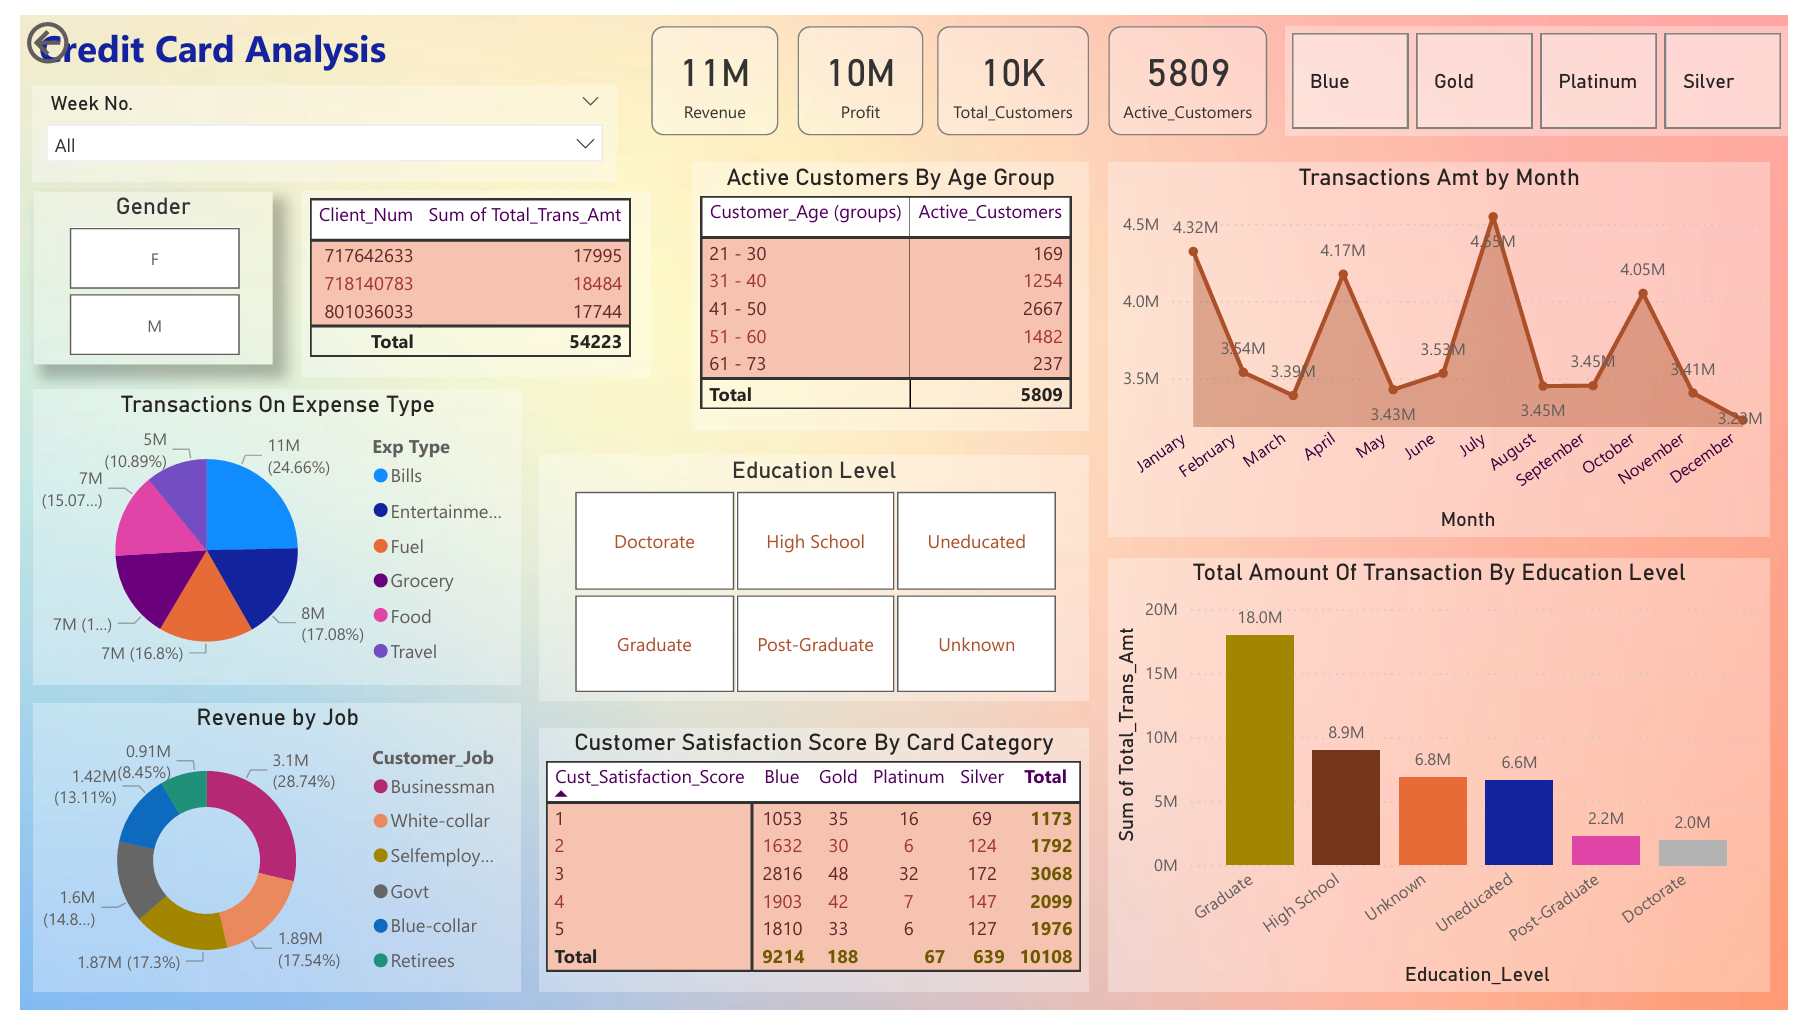 Credit Card Analysis
Week No.
All
11M
Revenue
10M
Profit
10K
Total_Customers
5809
Active_Customers
Blue
Gold
Platinum
Silver
Gender
F
M
Client_Num Sum of Total_Trans_Amt
717642633 17995
718140783 18484
801036033 17744
Total 54223
Active Customers By Age Group
Customer_Age (groups) Active_Customers
21 - 30 169
31 - 40 1254
41 - 50 2667
51 - 60 1482
61 - 73 237
Total 5809
Transactions Amt by Month
4.5M
4.0M
3.5M
4.32M
3.54M
3.39M
4.17M
3.43M
3.53M
4.55M
3.45M
3.45M
4.05M
3.41M
3.23M
January
February
March
April
May
June
July
August
September
October
November
December
Month
Transactions On Expense Type
11M
(24.66%)
8M
(17.08%)
7M (16.8%)
7M (1...)
7M
(15.07...)
5M
(10.89%)
Exp Type
Bills
Entertainme...
Fuel
Grocery
Food
Travel
Education Level
Doctorate
High School
Uneducated
Graduate
Post-Graduate
Unknown
Total Amount Of Transaction By Education Level
Sum of Total_Trans_Amt
20M
15M
10M
5M
0M
18.0M
8.9M
6.8M
6.6M
2.2M
2.0M
Graduate
High School
Unknown
Uneducated
Post-Graduate
Doctorate
Education_Level
Revenue by Job
3.1M
(28.74%)
1.89M
(17.54%)
1.87M (17.3%)
1.6M
(14.8...)
1.42M
(13.11%)
0.91M
(8.45%)
Customer_Job
Businessman
White-collar
Selfemploy...
Govt
Blue-collar
Retirees
Customer Satisfaction Score By Card Category
Cust_Satisfaction_Score Blue Gold Platinum Silver Total
1 1053 35 16 69 1173
2 1632 30 6 124 1792
3 2816 48 32 172 3068
4 1903 42 7 147 2099
5 1810 33 6 127 1976
Total 9214 188 67 639 10108